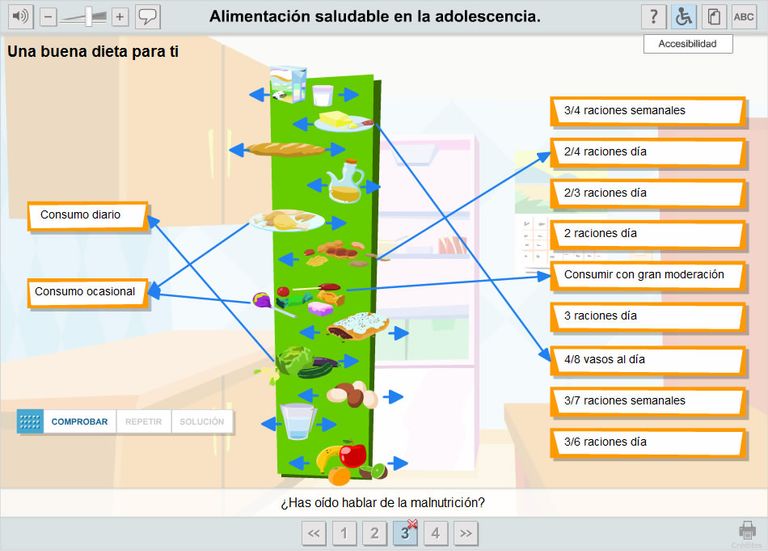 Alimentación saludable en la adolescencia.
?
ABC
Accesibilidad
Una buena dieta para ti
3/4 raciones semanales
2/4 raciones día
2/3 raciones día
2 raciones día
Consumir con gran moderación
3 raciones día
4/8 vasos al día
3/7 raciones semanales
3/6 raciones día
Consumo diario
Consumo ocasional
COMPROBAR REPETIR SOLUCIÓN
¿Has oído hablar de la malnutrición?
<< 1 2 3 4 >>
Créditos